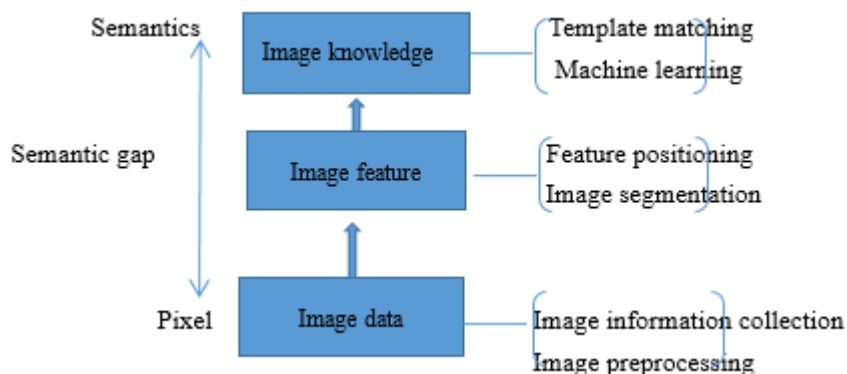 Semantics
Image knowledge
Template matching
Machine learning
Semantic gap
Image feature
Feature positioning
Image segmentation
Pixel
Image data
Image information collection
Image preprocessing